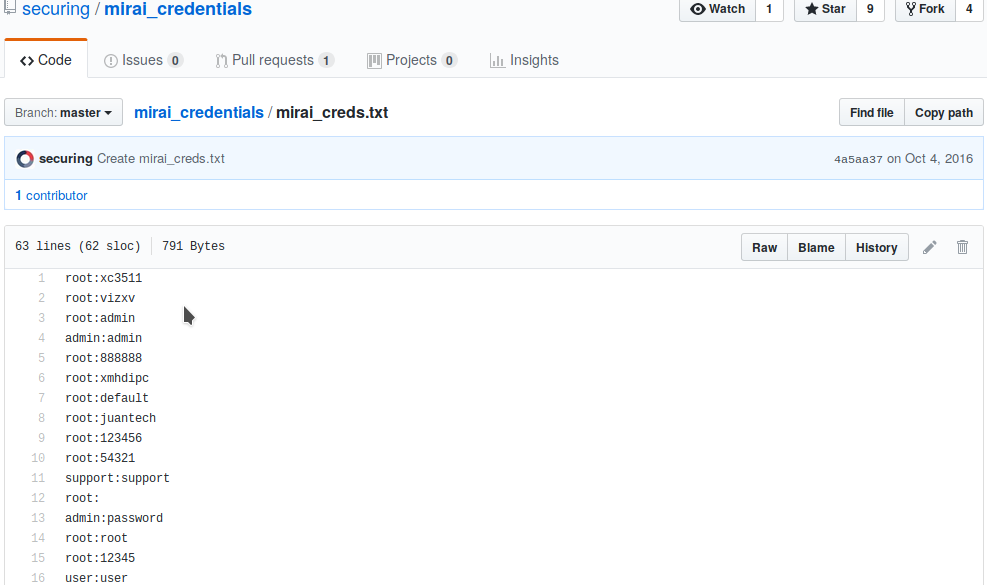 securing / mirai_credentials
Watch 1 Star 9 Fork 4
Code Issues 0 Pull requests 1 Projects 0 Insights
Branch: master mirai_credentials / mirai_creds.txt Find file Copy path
securing Create mirai_creds.txt 4a5aa37 on Oct 4, 2016
1 contributor
63 lines (62 sloc) 791 Bytes Raw Blame History
1 root:xc3511
2 root:vizxv
3 root:admin
4 admin:admin
5 root:888888
6 root:xmhdipc
7 root:default
8 root:juantech
9 root:123456
10 root:54321
11 support:support
12 root:
13 admin:password
14 root:root
15 root:12345
16 user:user